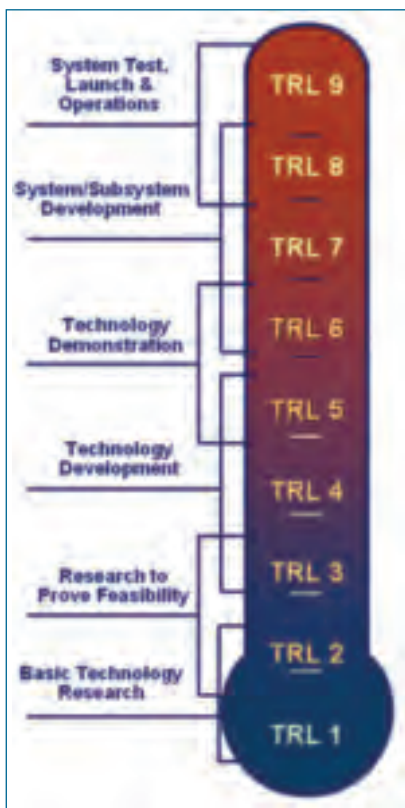 System Test,
Launch &
Operations
System/Subsystem
Development
Technology
Demonstration
Technology
Development
Research to
Prove Feasibility
Basic Technology
Research
TRL 9
TRL 8
TRL 7
TRL 6
TRL 5
TRL 4
TRL 3
TRL 2
TRL 1